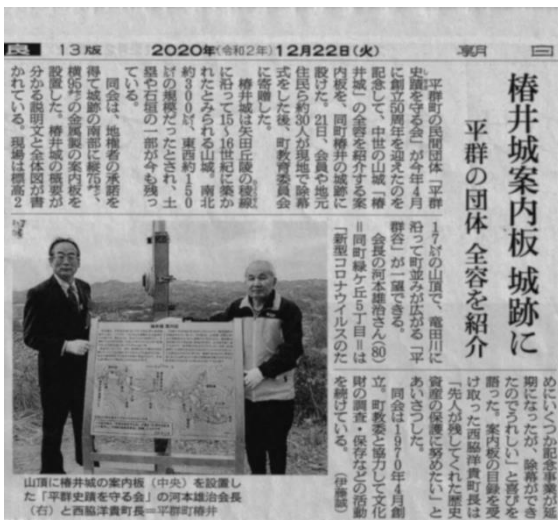 良 13版 2020年(令和2年)12月22日(火) 朝 日
椿井城案内板 城跡に
平群の団体 全容を紹介
平群町の民間団体「平群
史蹟を守る会」が今年4月
に創立50周年を迎えたのを
記念して、中世の山城「椿
井城」の全容を紹介する案
内板を、同町椿井の城跡に
設けた。21日、会員や地元
住民ら約30人が現地で除幕
式をした後、町教育委員会
に寄贈した。
椿井城は矢田丘陵の稜線
に沿って15～16世紀に築か
れたとみられる山城。南北
約300㍍、東西約150
㍍の規模だったとされ、土
塁や石垣の一部が今も残っ
ている。
同会は、地権者の承諾を
得て城跡の南部に縦75㌢、
横95㌢の金属製の案内板を
設置した。椿井城の概要が
分かる説明文と全体図が書
かれている。現場は標高2
17㍍の山頂で、竜田川に
沿って町並みが広がる「平
群谷」が一望できる。
会長の河本雄治さん(80)
＝同町緑ケ丘5丁目＝は
「新型コロナウイルスのた
めにいくつか記念事業が延
期になったが、除幕ができ
たのでうれしい」と喜びを
語った。案内板の目録を受
け取った西脇洋貴町長は
「先人が残してくれた歴史
資産の保護に努めたい」と
あいさつした。
同会は1970年4月創
立。町教委と協力して文化
財の調査・保存などの活動
を続けている。
山頂に椿井城の案内板（中央）を設置し
た「平群史蹟を守る会」の河本雄治会長
（右）と西脇洋貴町長＝平群町椿井